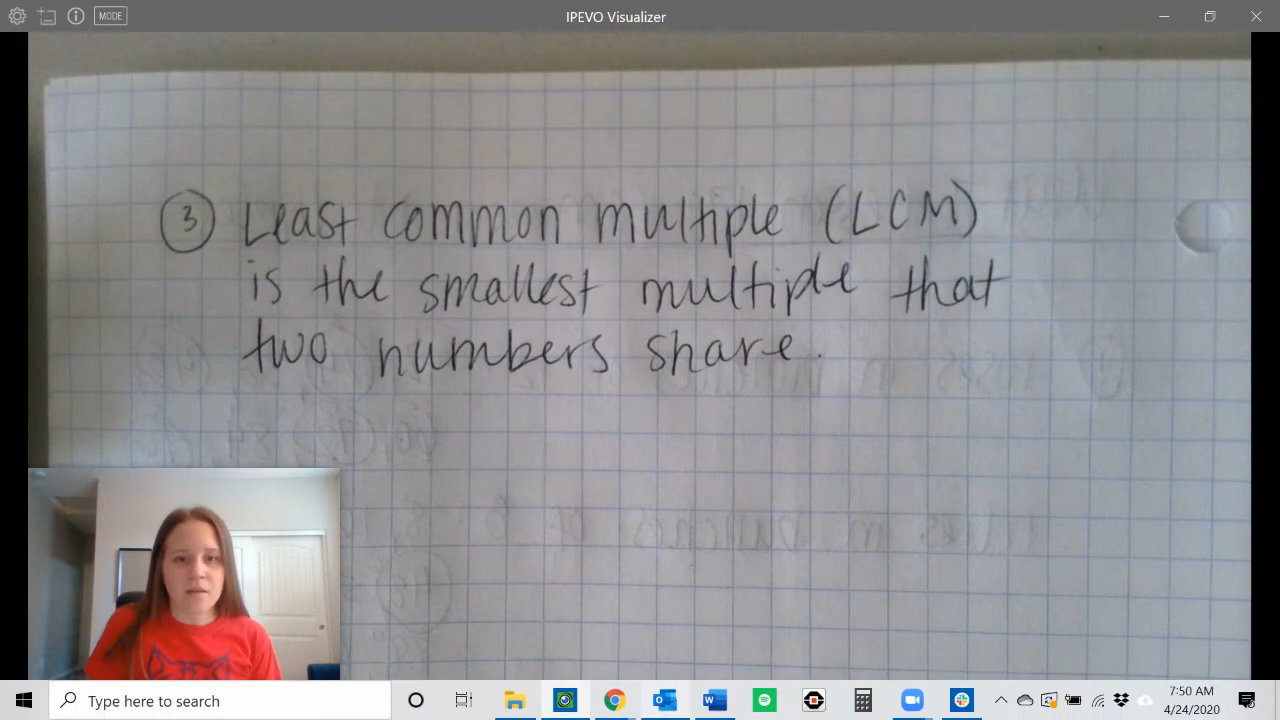 MODE
IPEVO Visualizer
3 Least common multiple (LCM)
is the smallest multiple that
two numbers share.
Type here to search
7:50 AM
4/24/2020